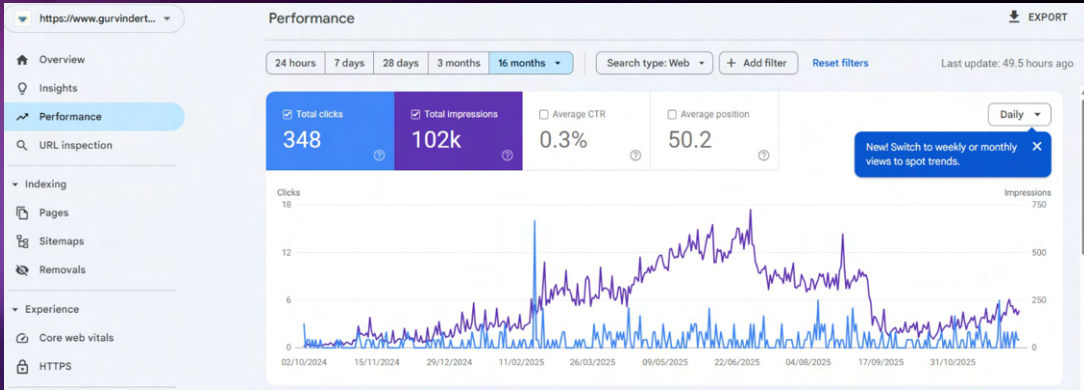 https://www.gurvindert...
Performance
EXPORT
Overview
Insights
Performance
URL inspection
Indexing
Pages
Sitemaps
Removals
Experience
Core web vitals
HTTPS
24 hours 7 days 28 days 3 months 16 months
Search type: Web
+ Add filter
Reset filters
Last update: 49.5 hours ago
Total clicks
348
Total impressions
102k
Average CTR
0.3%
Average position
50.2
Daily
New! Switch to weekly or monthly
views to spot trends.
Clicks
18
12
6
0
Impressions
750
500
250
0
02/10/2024 15/11/2024 29/12/2024 11/02/2025 26/03/2025 09/05/2025 22/06/2025 04/08/2025 17/09/2025 31/10/2025